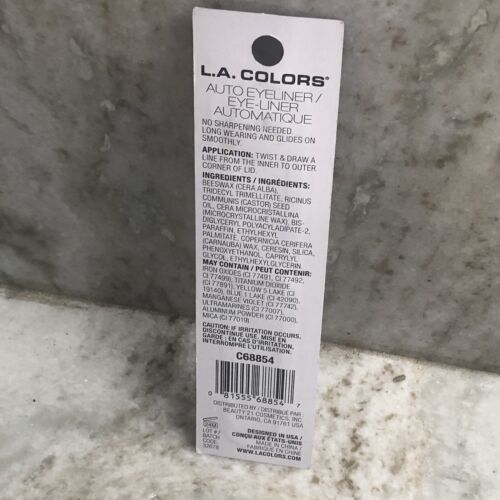 L.A. COLORS®
AUTO EYELINER /
EYE-LINER
AUTOMATIQUE
NO SHARPENING NEEDED.
LONG WEARING AND GLIDES ON
SMOOTHLY.
APPLICATION: TWIST & DRAW A
LINE FROM THE INNER TO OUTER
CORNER OF LID.
INGREDIENTS / INGRÉDIENTS:
BEESWAX (CERA ALBA),
TRIDECYL TRIMELLITATE, RICINUS
COMMUNIS (CASTOR) SEED
OIL, CERA MICROCRISTALLINA
(MICROCRYSTALLINE WAX), BIS-
DIGLYCERYL POLYACYLADIPATE-2,
PARAFFIN, ETHYLHEXYL
PALMITATE, COPERNICIA CERIFERA
(CARNAUBA) WAX, CERESIN, SILICA,
PHENOXYETHANOL, CAPRYLYL
GLYCOL, ETHYLHEXYLGLYCERIN.
MAY CONTAIN / PEUT CONTENIR:
IRON OXIDES (CI 77491, CI 77492,
CI 77499), TITANIUM DIOXIDE
(CI 77891), YELLOW 5 LAKE (CI
19140), BLUE 1 LAKE (CI 42090),
MANGANESE VIOLET (CI 77742),
ULTRAMARINES (CI 77007),
ALUMINUM POWDER (CI 77000),
MICA (CI 77019).
CAUTION: IF IRRITATION OCCURS,
DISCONTINUE USE. MISE EN
GARDE : EN CAS D'IRRITATION,
INTERROMPRE L'UTILISATION.
C68854
0 81555 68854 7
DISTRIBUTED BY / DISTRIBUÉ PAR
BEAUTY 21 COSMETICS, INC
ONTARIO, CA 91761 USA
24M
LOT # /
BATCH
CODE
DESIGNED IN USA /
CONÇU AUX ÉTATS-UNIS
MADE IN CHINA /
FABRIQUÉ EN CHINE
WWW.LACOLORS.COM